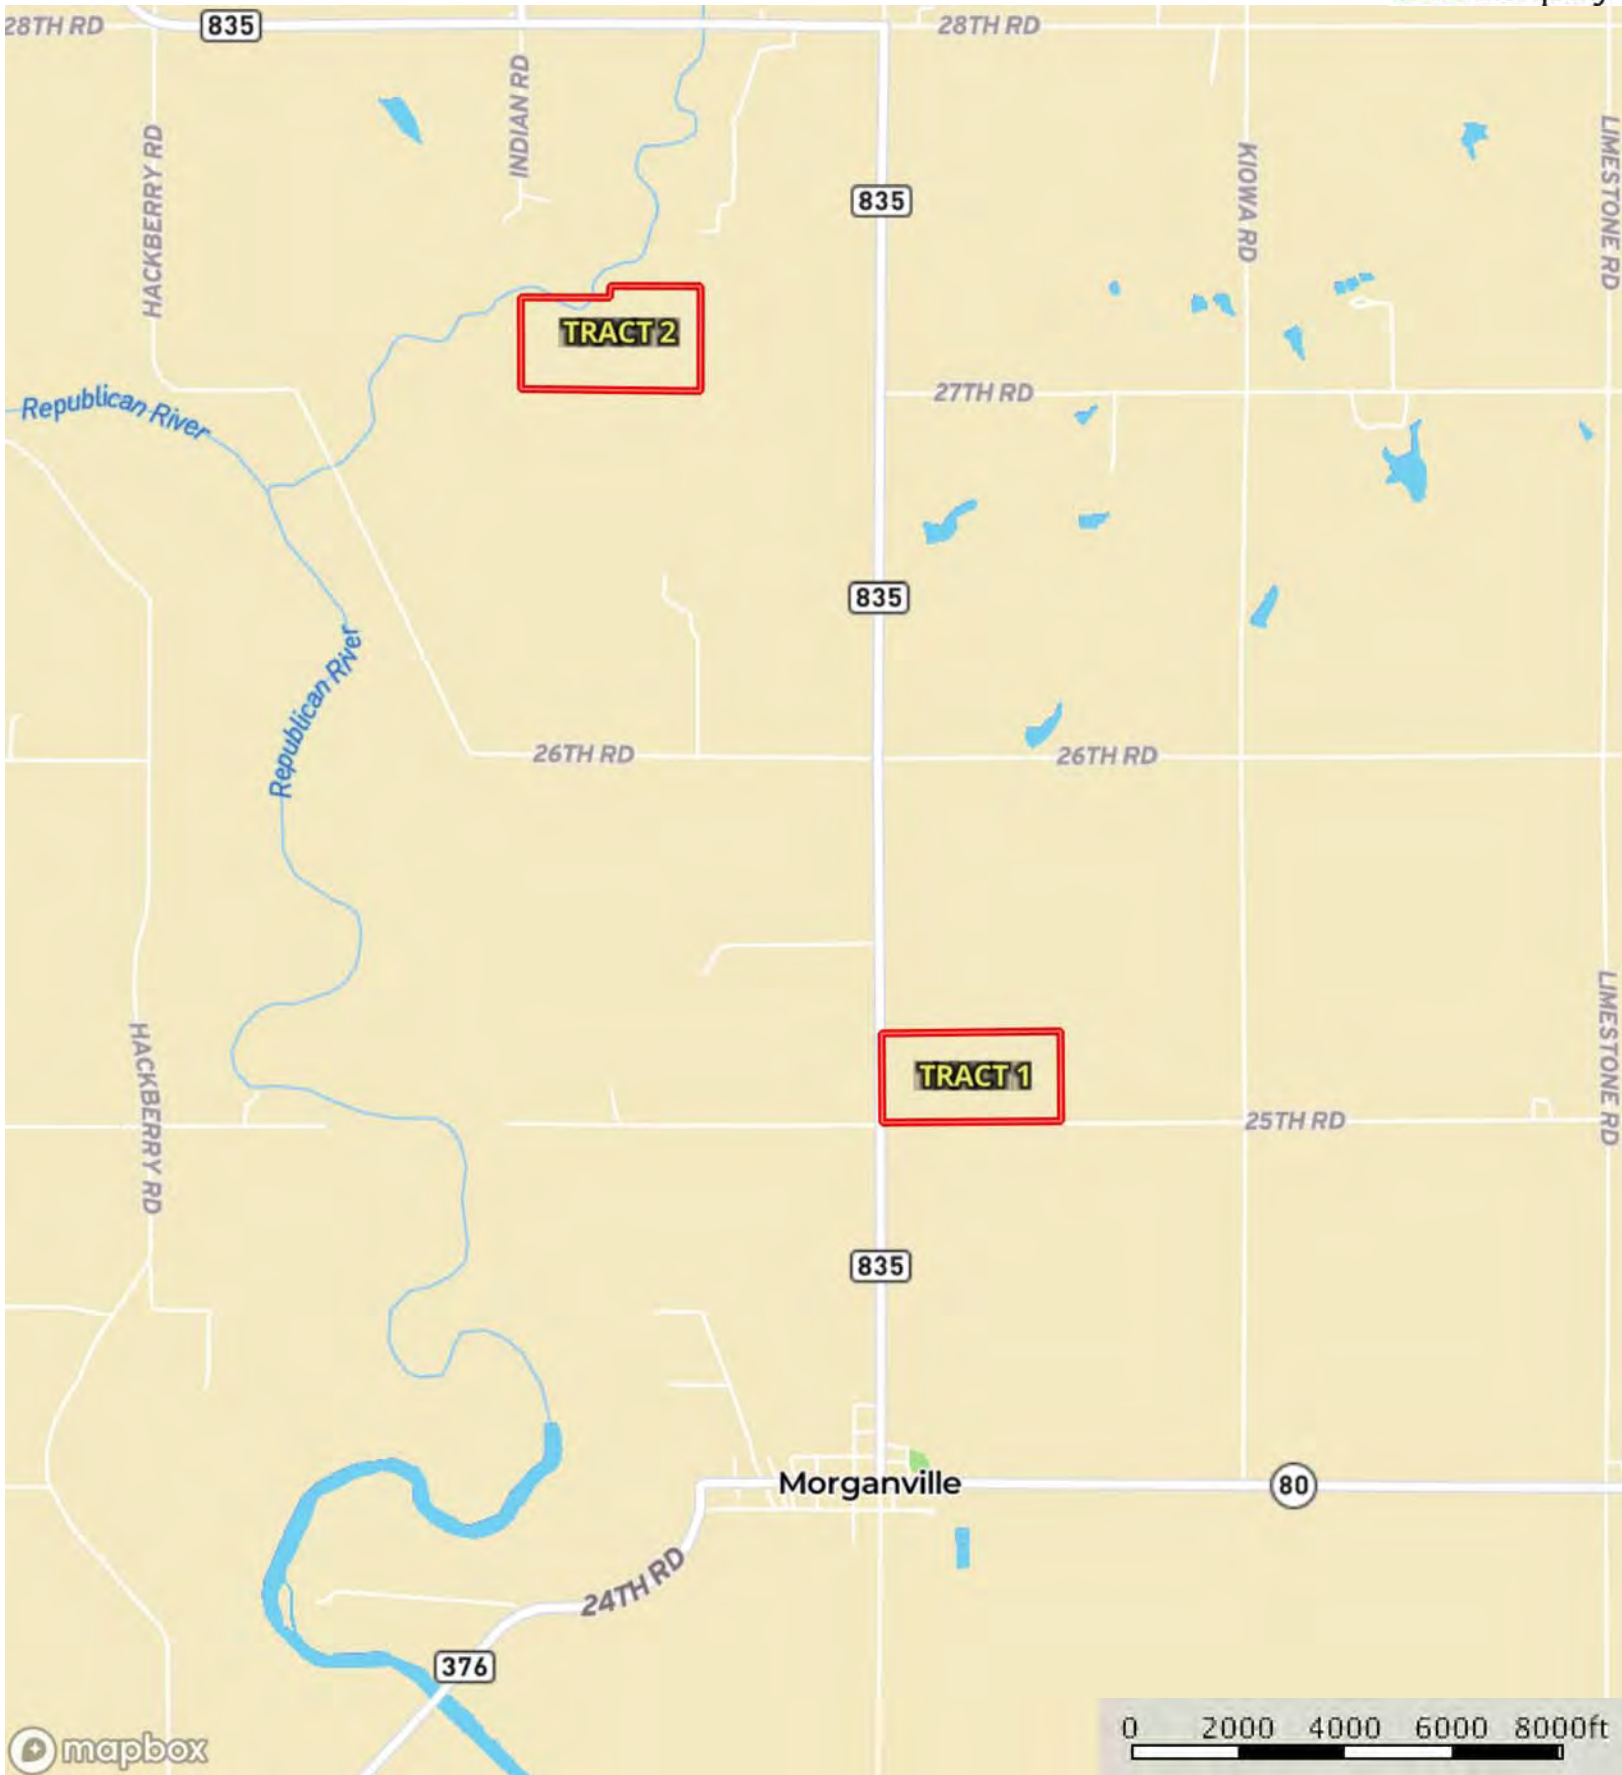 28TH RD
835
28TH RD
INDIAN RD
HACKBERRY RD
835
KIOWA RD
LIMESTONE RD
TRACT 2
27TH RD
Republican River
835
Republican River
26TH RD
26TH RD
LIMESTONE RD
HACKBERRY RD
TRACT 1
25TH RD
835
Morganville
80
24TH RD
376
0 2000 4000 6000 8000ft
mapbox